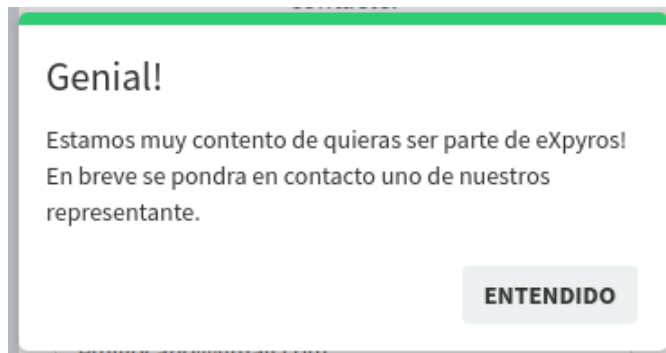 Genial!
Estamos muy contento de quieras ser parte de eXpyros!
En breve se pondra en contacto uno de nuestros
representante.
ENTENDIDO